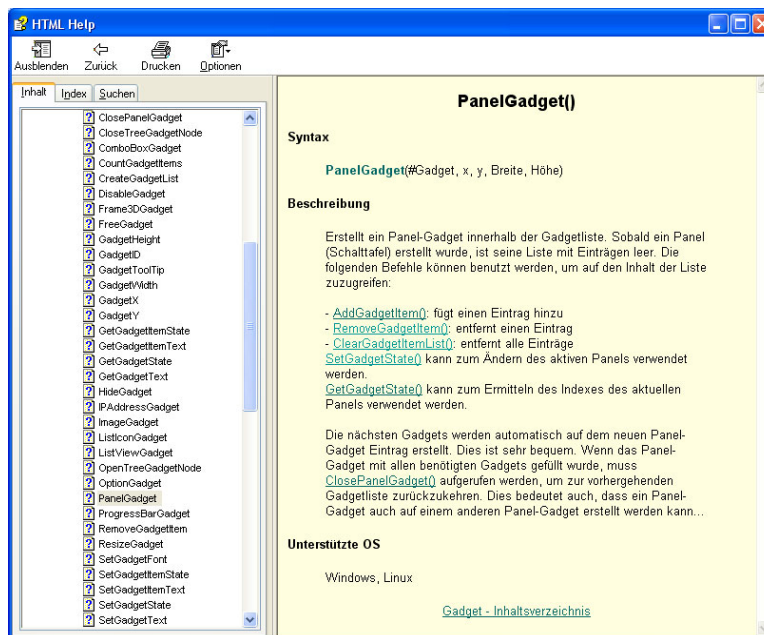 HTML Help
Ausblenden Zurück Drucken Optionen
Inhalt Index Suchen
ClosePanelGadget
CloseTreeGadgetNode
ComboBoxGadget
CountGadgetItems
CreateGadgetList
DisableGadget
Frame3DGadget
FreeGadget
GadgetHeight
GadgetID
GadgetToolTip
GadgetWidth
GadgetX
GadgetY
GetGadgetItemState
GetGadgetItemText
GetGadgetState
GetGadgetText
HideGadget
IPAddressGadget
ImageGadget
ListIconGadget
ListViewGadget
OpenTreeGadgetNode
OptionGadget
PanelGadget
ProgressBarGadget
RemoveGadgetItem
ResizeGadget
SetGadgetFont
SetGadgetItemState
SetGadgetItemText
SetGadgetState
SetGadgetText
PanelGadget()
Syntax
PanelGadget(#Gadget, x, y, Breite, Höhe)
Beschreibung
Erstellt ein Panel-Gadget innerhalb der Gadgetliste. Sobald ein Panel
(Schalttafel) erstellt wurde, ist seine Liste mit Einträgen leer. Die
folgenden Befehle können benutzt werden, um auf den Inhalt der Liste
zuzugreifen:
- AddGadgetItem(): fügt einen Eintrag hinzu
- RemoveGadgetItem(): entfernt einen Eintrag
- ClearGadgetItemList(): entfernt alle Einträge
SetGadgetState() kann zum Ändern des aktiven Panels verwendet
werden.
GetGadgetState() kann zum Ermitteln des Indexes des aktuellen
Panels verwendet werden.
Die nächsten Gadgets werden automatisch auf dem neuen Panel-
Gadget Eintrag erstellt. Dies ist sehr bequem. Wenn das Panel-
Gadget mit allen benötigten Gadgets gefüllt wurde, muss
ClosePanelGadget() aufgerufen werden, um zur vorhergehenden
Gadgetliste zurückzukehren. Dies bedeutet auch, dass ein Panel-
Gadget auch auf einem anderen Panel-Gadget erstellt werden kann...
Unterstützte OS
Windows, Linux
Gadget - Inhaltsverzeichnis